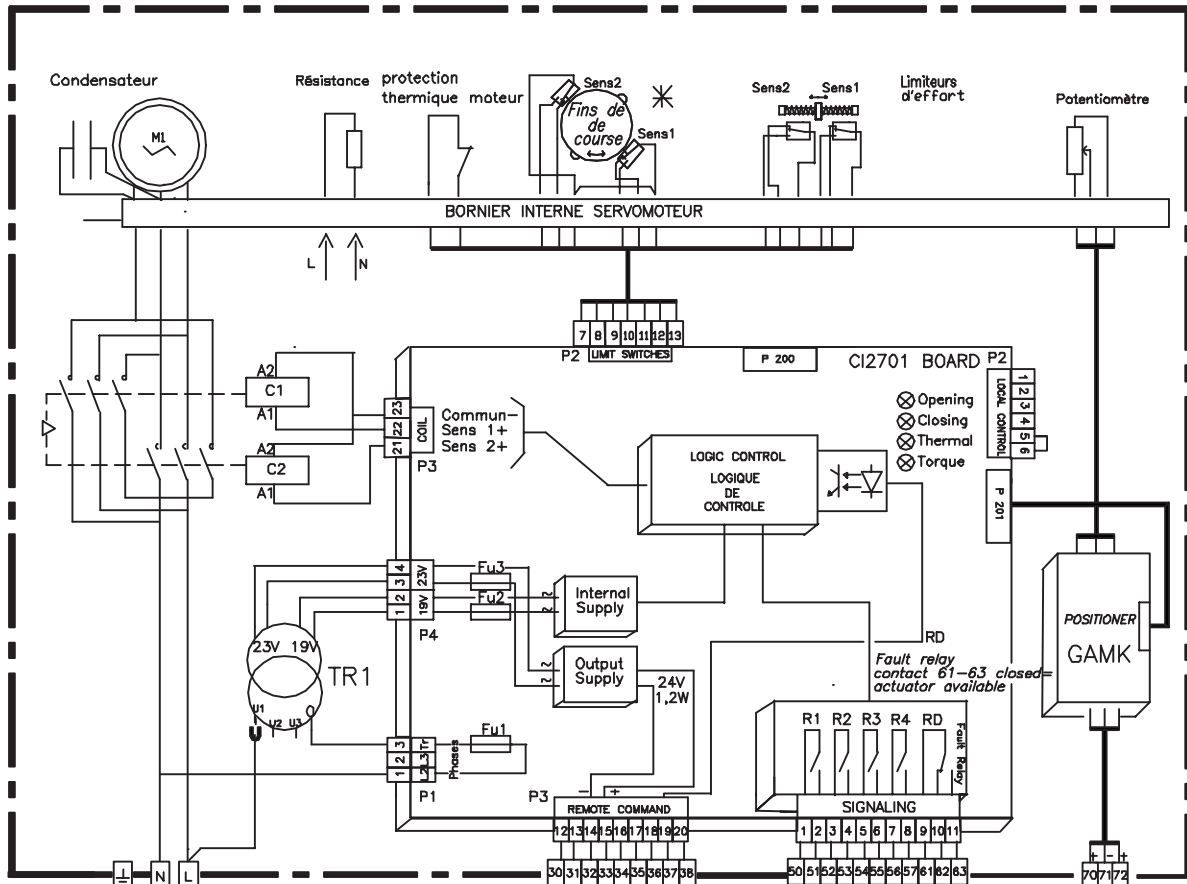 Condensateur
M1
Résistance
protection
thermique moteur
Sens2
Fins de
de
course
Sens1
Sens2 Sens1
Limiteurs
d'effort
Potentiomètre
BORNIER INTERNE SERVOMOTEUR
L N
7 8 9 10 11 12 13
P2 LIMIT SWITCHES
P 200
CI2701 BOARD
P2
LOCAL CONTROL
1
2
3
4
5
6
Opening
Closing
Thermal
Torque
A2
C1
A1
A2
C2
A1
23
22
21
COIL
P3
Commun-
Sens 1+
Sens 2+
LOGIC CONTROL
LOGIQUE
DE
CONTROLE
P 201
4
3
2
1
23V
19V
P4
Fu3
Fu2
Internal
Supply
Output
Supply
24V
1,2W
23V 19V
TR1
U1
U2 U3
O
3
2
1
Tr
L3
L2
Phases
P1
Fu1
RD
Fault relay
contact 61-63 closed=
actuator available
POSITIONER
GAMK
R1 R2 R3 R4 RD
Fault Relay
P3
- +
REMOTE COMMAND
12 13 14 15 16 17 18 19 20
30 31 32 33 34 35 36 37 38
SIGNALING
1 2 3 4 5 6 7 8 9 10 11
50 51 52 53 54 55 56 57 61 62 63
+ - +
70 71 72
N L